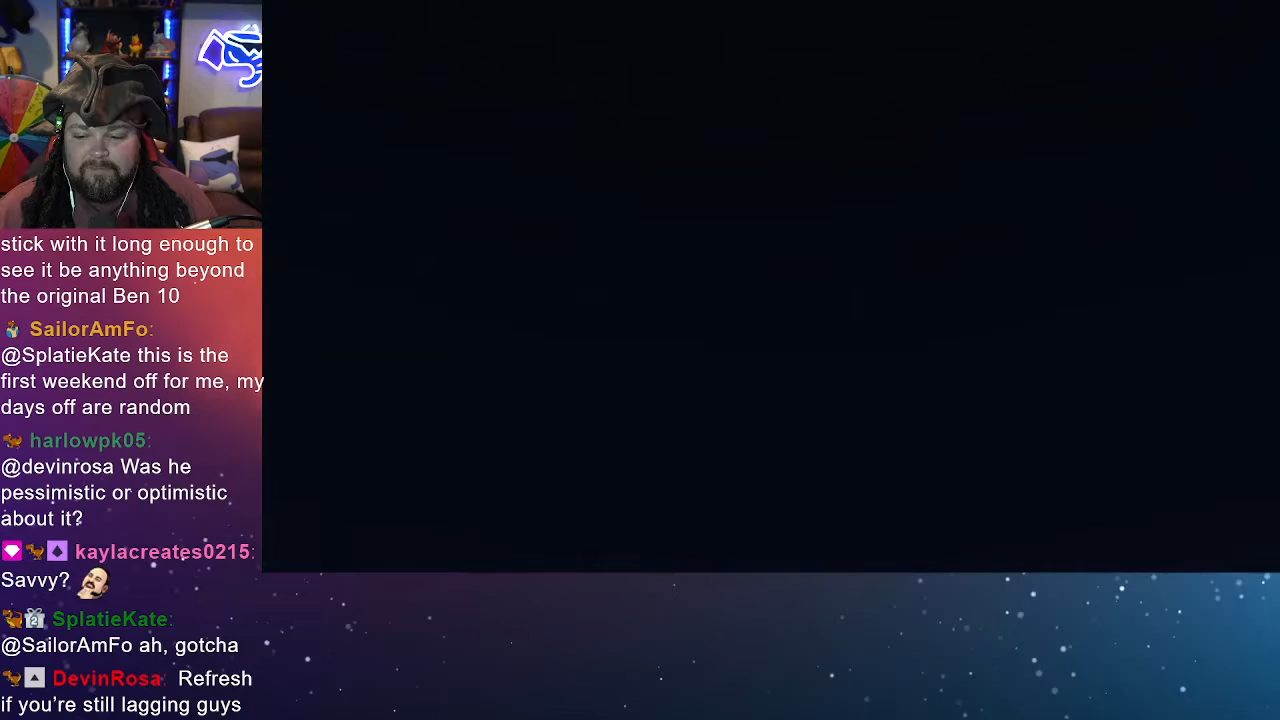 stick with it long enough to
see it be anything beyond
the original Ben 10
SailorAmFo:
@SplatieKate this is the
first weekend off for me, my
days off are random
harlowpk05:
@devinrosa Was he
pessimistic or optimistic
about it?
kaylacreates0215:
Savvy?
2 SplatieKate:
@SailorAmFo ah, gotcha
DevinRosa: Refresh
if you're still lagging guys